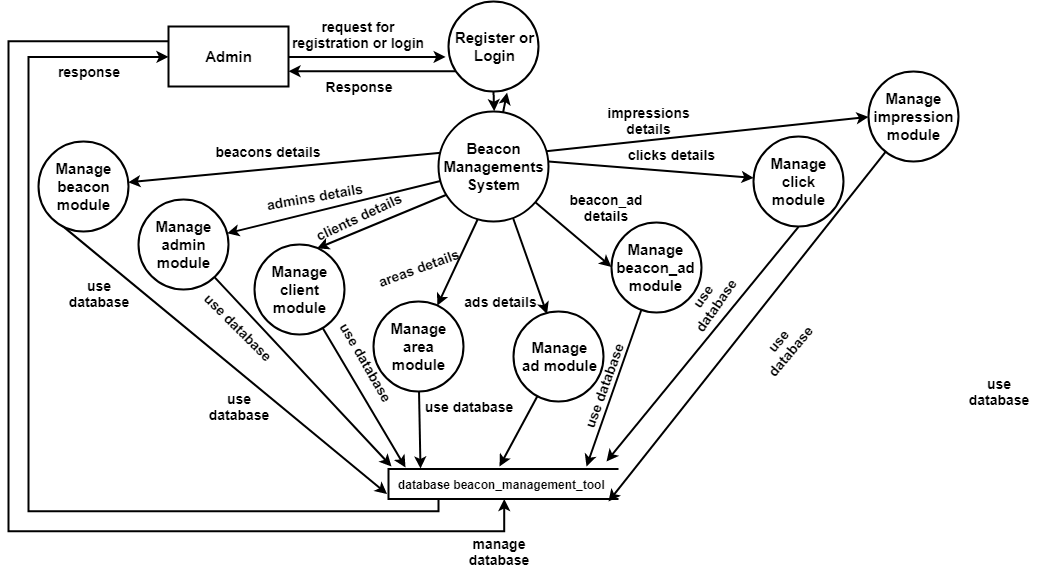 request for
registration or login
Admin
Register or
Login
response
Response
impressions
details
Manage
impression
module
beacons details
Beacon
Managements
System
clicks details
Manage
beacon
module
admins details
clients details
beacon_ad
details
Manage
click
module
Manage
admin
module
Manage
client
module
areas details
ads details
Manage
beacon_ad
module
use
database
use database
use database
Manage
area
module
Manage
ad module
use database
use
database
use
database
use
database
use
database
use database
database beacon_management_tool
manage
database